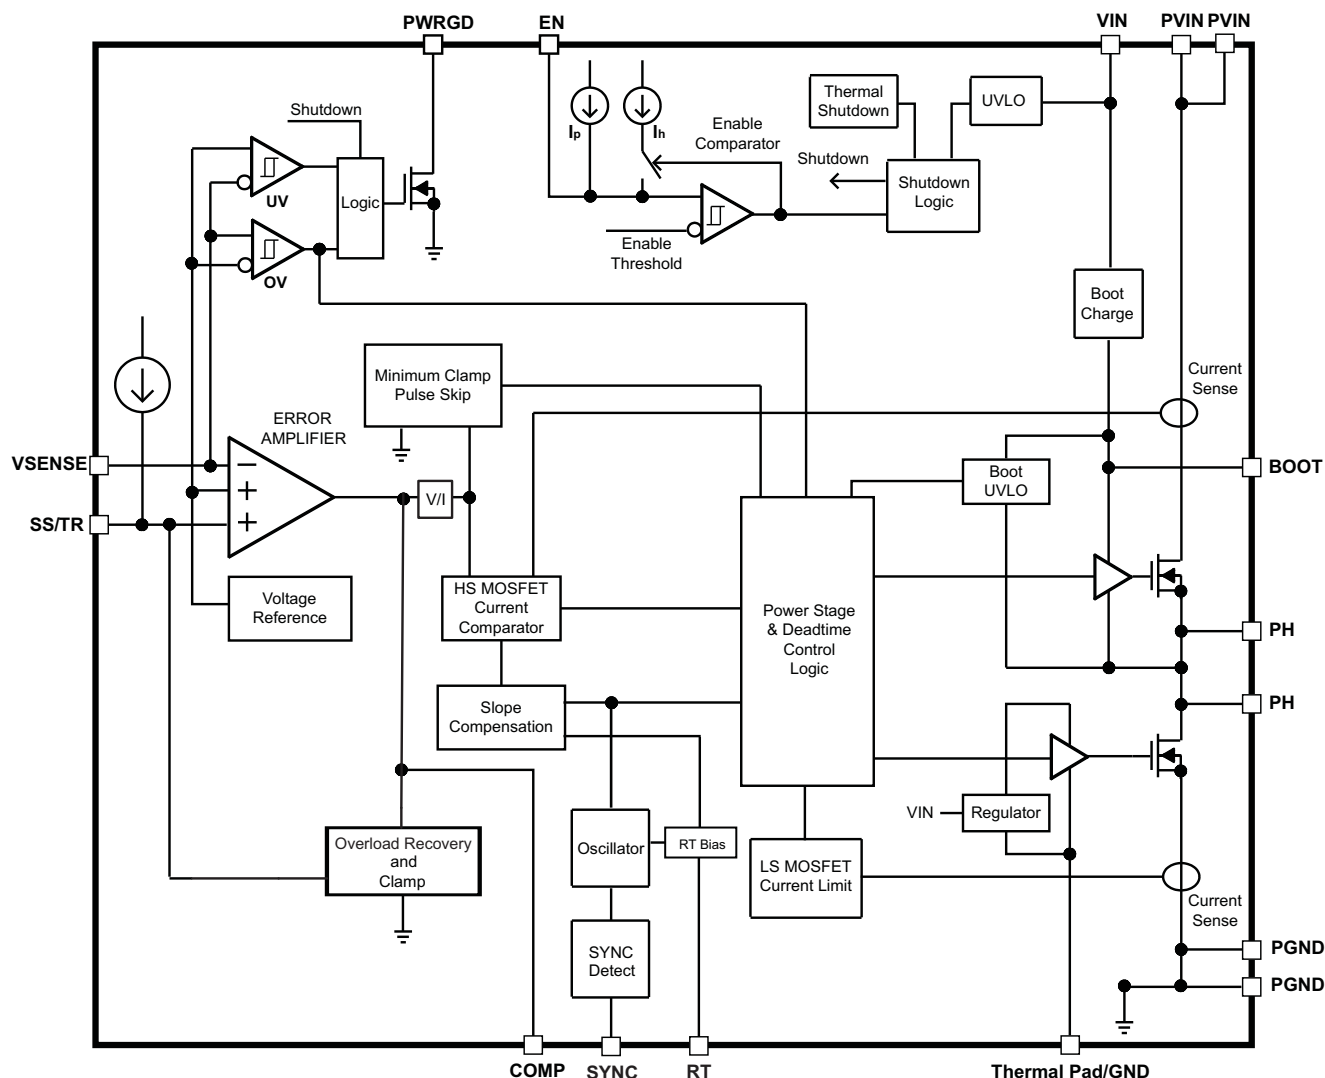 PWRGD
EN
VIN
PVIN
PVIN
Shutdown
UV
Logic
OV
Ip
Ih
Enable
Comparator
Enable
Threshold
Thermal
Shutdown
UVLO
Shutdown
Shutdown
Logic
Boot
Charge
Current
Sense
Minimum Clamp
Pulse Skip
ERROR
AMPLIFIER
VSENSE
−
+
SS/TR
+
V/I
Boot
UVLO
BOOT
Voltage
Reference
HS MOSFET
Current
Comparator
Power Stage
& Deadtime
Control
Logic
PH
PH
Slope
Compensation
VIN
Regulator
Overload Recovery
and
Clamp
Oscillator
RT Bias
LS MOSFET
Current Limit
Current
Sense
SYNC
Detect
PGND
PGND
COMP
SYNC
RT
Thermal Pad/GND